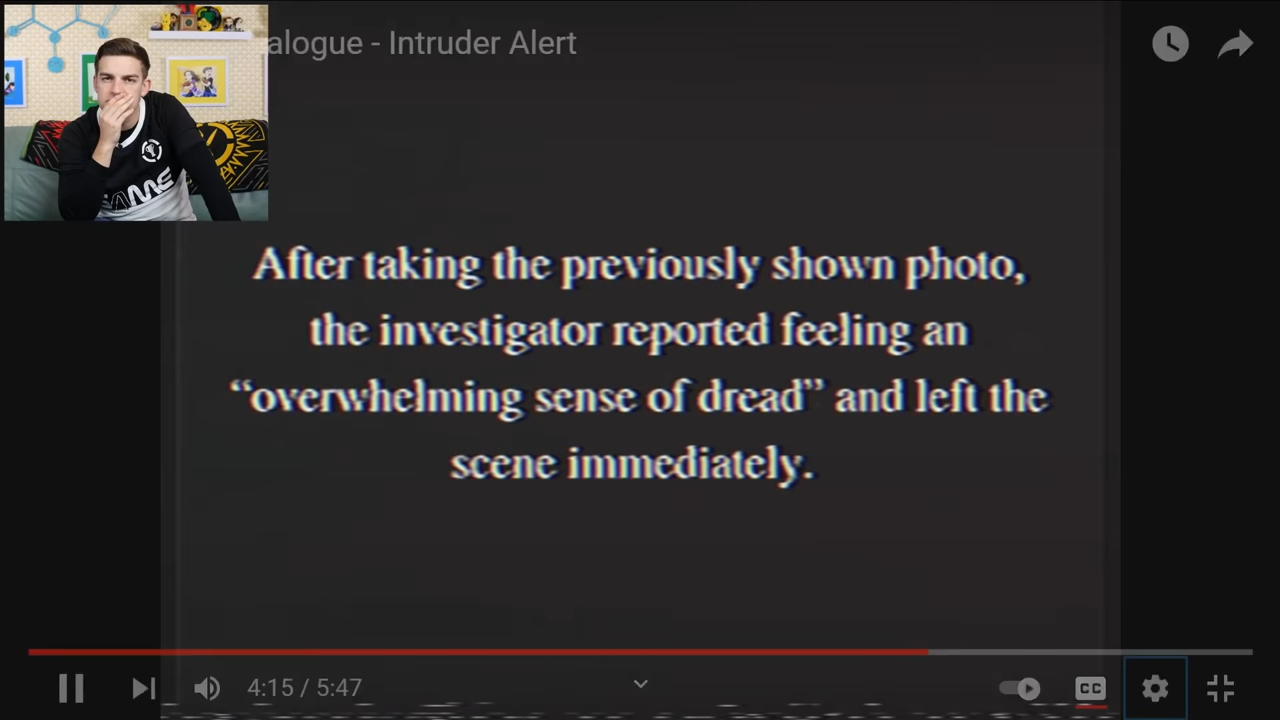 alogue - Intruder Alert
After taking the previously shown photo,
the investigator reported feeling an
“overwhelming sense of dread” and left the
scene immediately.
4:15 / 5:47
CC